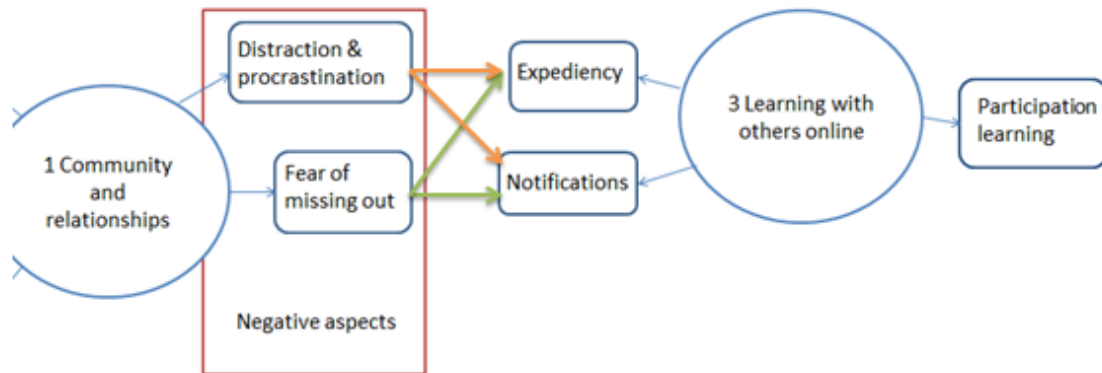 1 Community
and
relationships
Distraction &
procrastination
Fear of
missing out
Negative aspects
Expediency
Notifications
3 Learning with
others online
Participation
learning